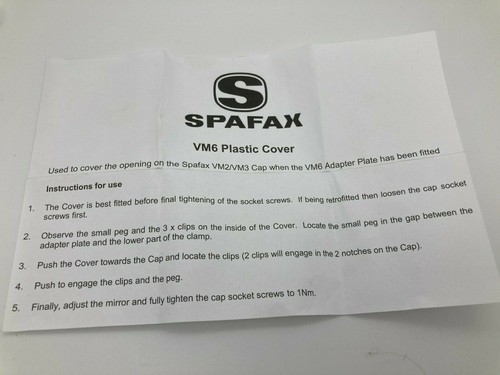 S
SPAFAX
VM6 Plastic Cover
Used to cover the opening on the Spafax VM2/VM3 Cap when the VM6 Adapter Plate has been fitted
Instructions for use
1. The Cover is best fitted before final tightening of the socket screws. If being retrofitted then loosen the cap socket
screws first.
2. Observe the small peg and the 3 x clips on the inside of the Cover. Locate the small peg in the gap between the
adapter plate and the lower part of the clamp.
3. Push the Cover towards the Cap and locate the clips (2 clips will engage in the 2 notches on the Cap).
4. Push to engage the clips and the peg.
5. Finally, adjust the mirror and fully tighten the cap socket screws to 1Nm.